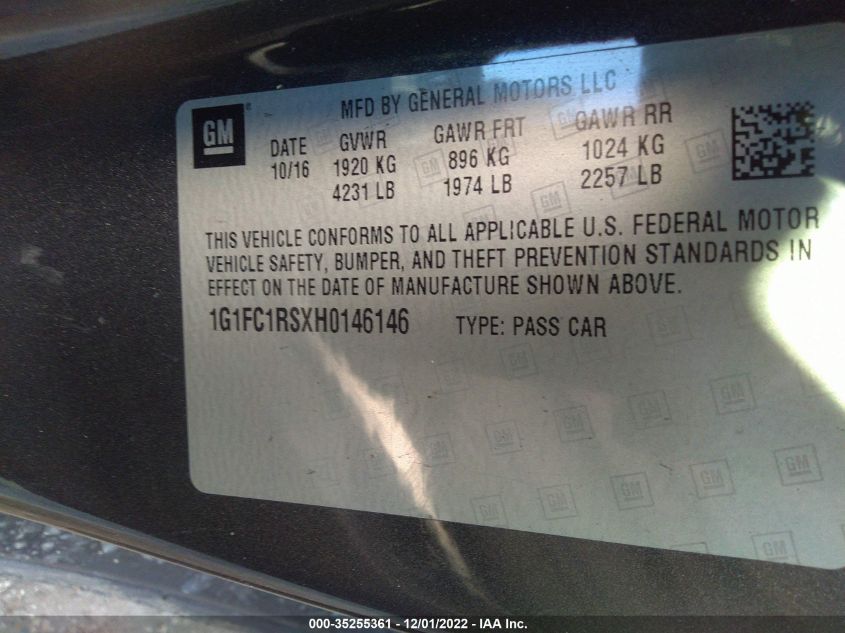 MFD BY GENERAL MOTORS LLC
GM ®
DATE GVWR GAWR FRT GAWR RR
10/16 1920 KG 896 KG 1024 KG
4231 LB 1974 LB 2257 LB
THIS VEHICLE CONFORMS TO ALL APPLICABLE U.S. FEDERAL MOTOR
VEHICLE SAFETY, BUMPER, AND THEFT PREVENTION STANDARDS IN
EFFECT ON THE DATE OF MANUFACTURE SHOWN ABOVE.
1G1FC1RSXH0146146 TYPE: PASS CAR
000-35255361 - 12/01/2022 - IAA Inc.